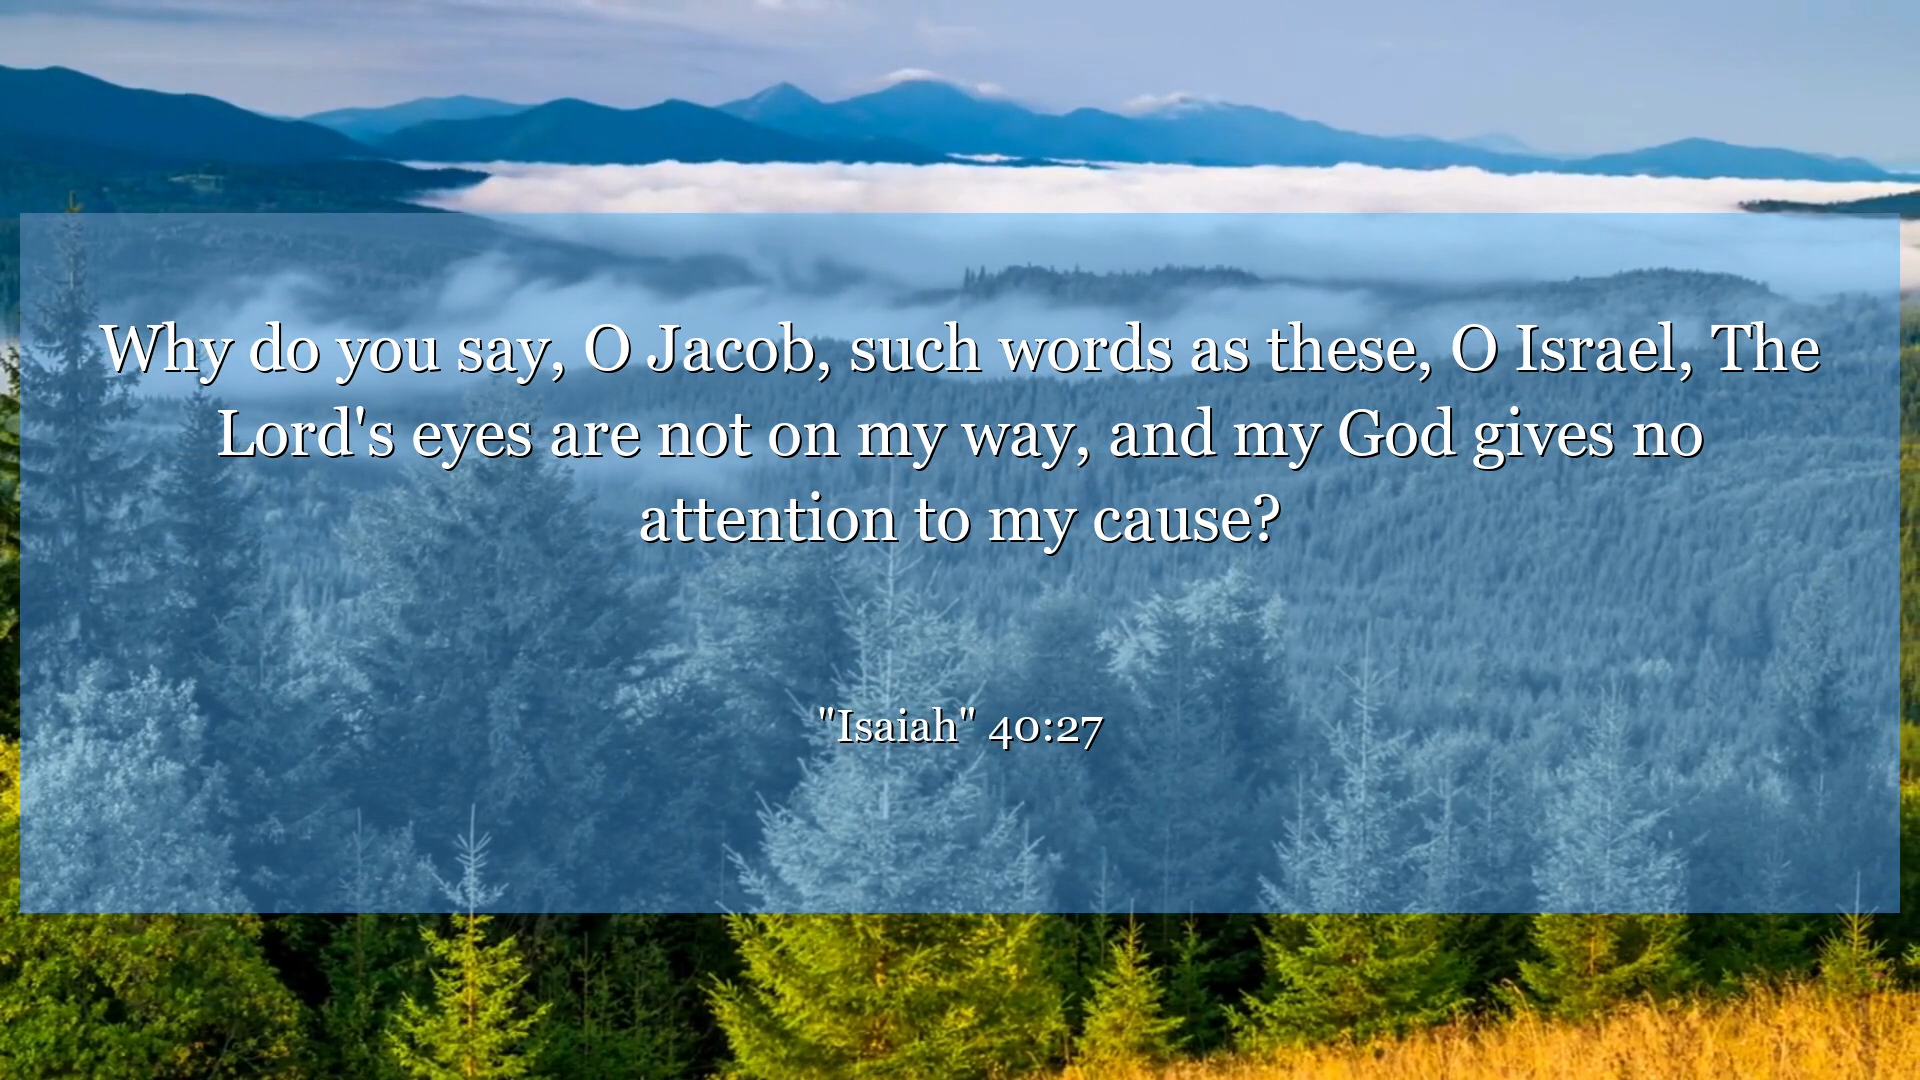 Why do you say, O Jacob, such words as these, O Israel, The
Lord's eyes are not on my way, and my God gives no
attention to my cause?
"Isaiah" 40:27